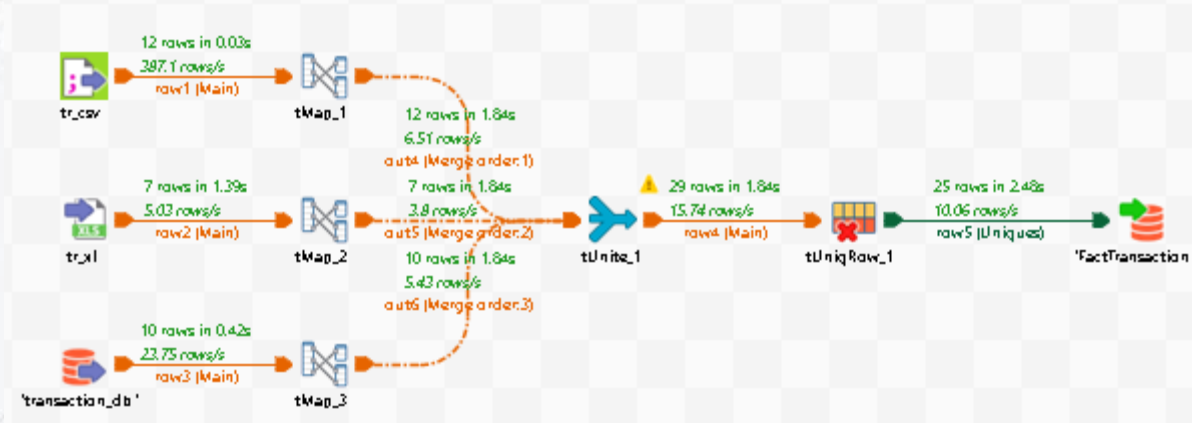 12 rows in 0.03s
397.1 rows/s
row1 (Main)
tr_csv
tMap_1
12 rows in 1.84s
6.51 rows/s
out4 (Merge order:1)
7 rows in 1.39s
5.03 rows/s
row2 (Main)
tr_xl
tMap_2
7 rows in 1.84s
3.8 rows/s
out5 (Merge order:2)
10 rows in 1.84s
5.43 rows/s
out6 (Merge order:3)
tUnite_1
29 rows in 1.84s
15.74 rows/s
row4 (Main)
tUniqRow_1
25 rows in 2.48s
10.06 rows/s
row5 (Uniques)
"FactTransaction
XLS
10 rows in 0.42s
23.75 rows/s
row3 (Main)
"transaction_db"
tMap_3